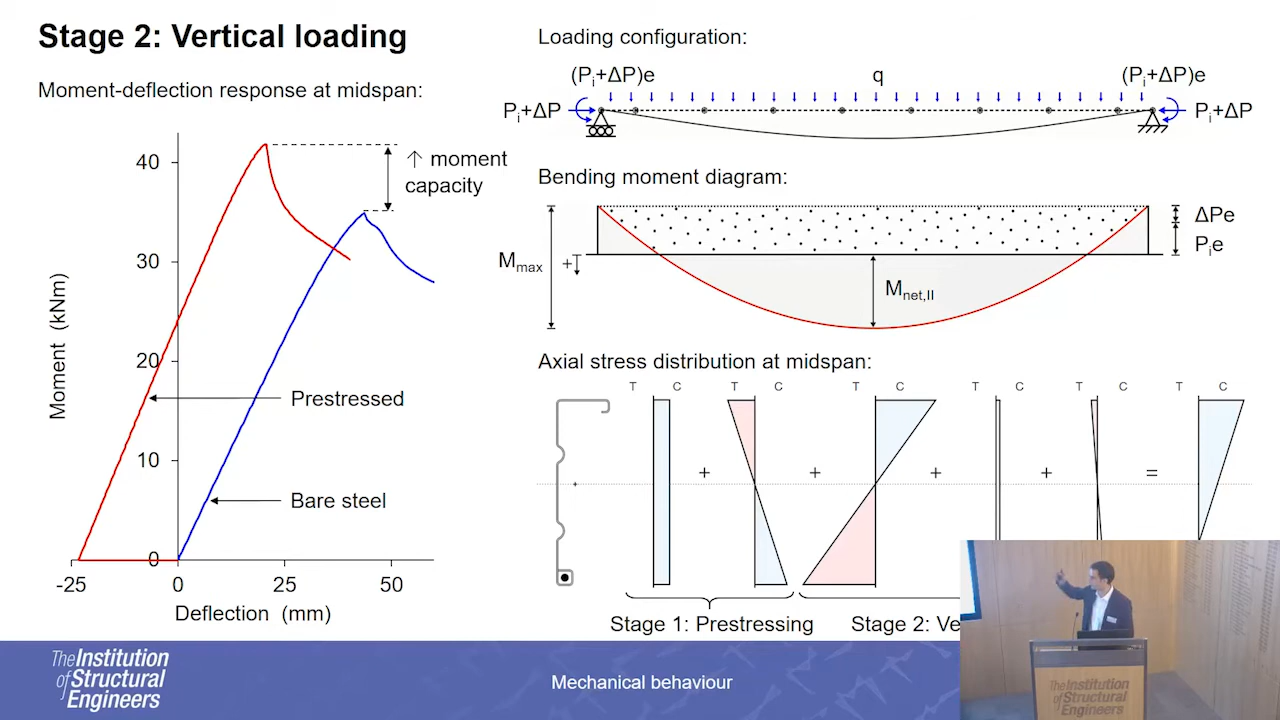 Stage 2: Vertical loading
Moment-deflection response at midspan:
40
30
20
10
0
-25
0
25
50
Moment (kNm)
Deflection (mm)
↑ moment
capacity
Prestressed
Bare steel
Loading configuration:
(Pi+ΔP)e
q
(Pi+ΔP)e
Pi+ΔP
Pi+ΔP
Bending moment diagram:
ΔPe
Pie
Mmax
+
Mnet,II
Axial stress distribution at midspan:
T C T C T C T C T C T C
+ + + + =
Stage 1: Prestressing
Stage 2: Ve
The Institution
of Structural
Engineers
Mechanical behaviour
The Institution
of Structural
Engineers